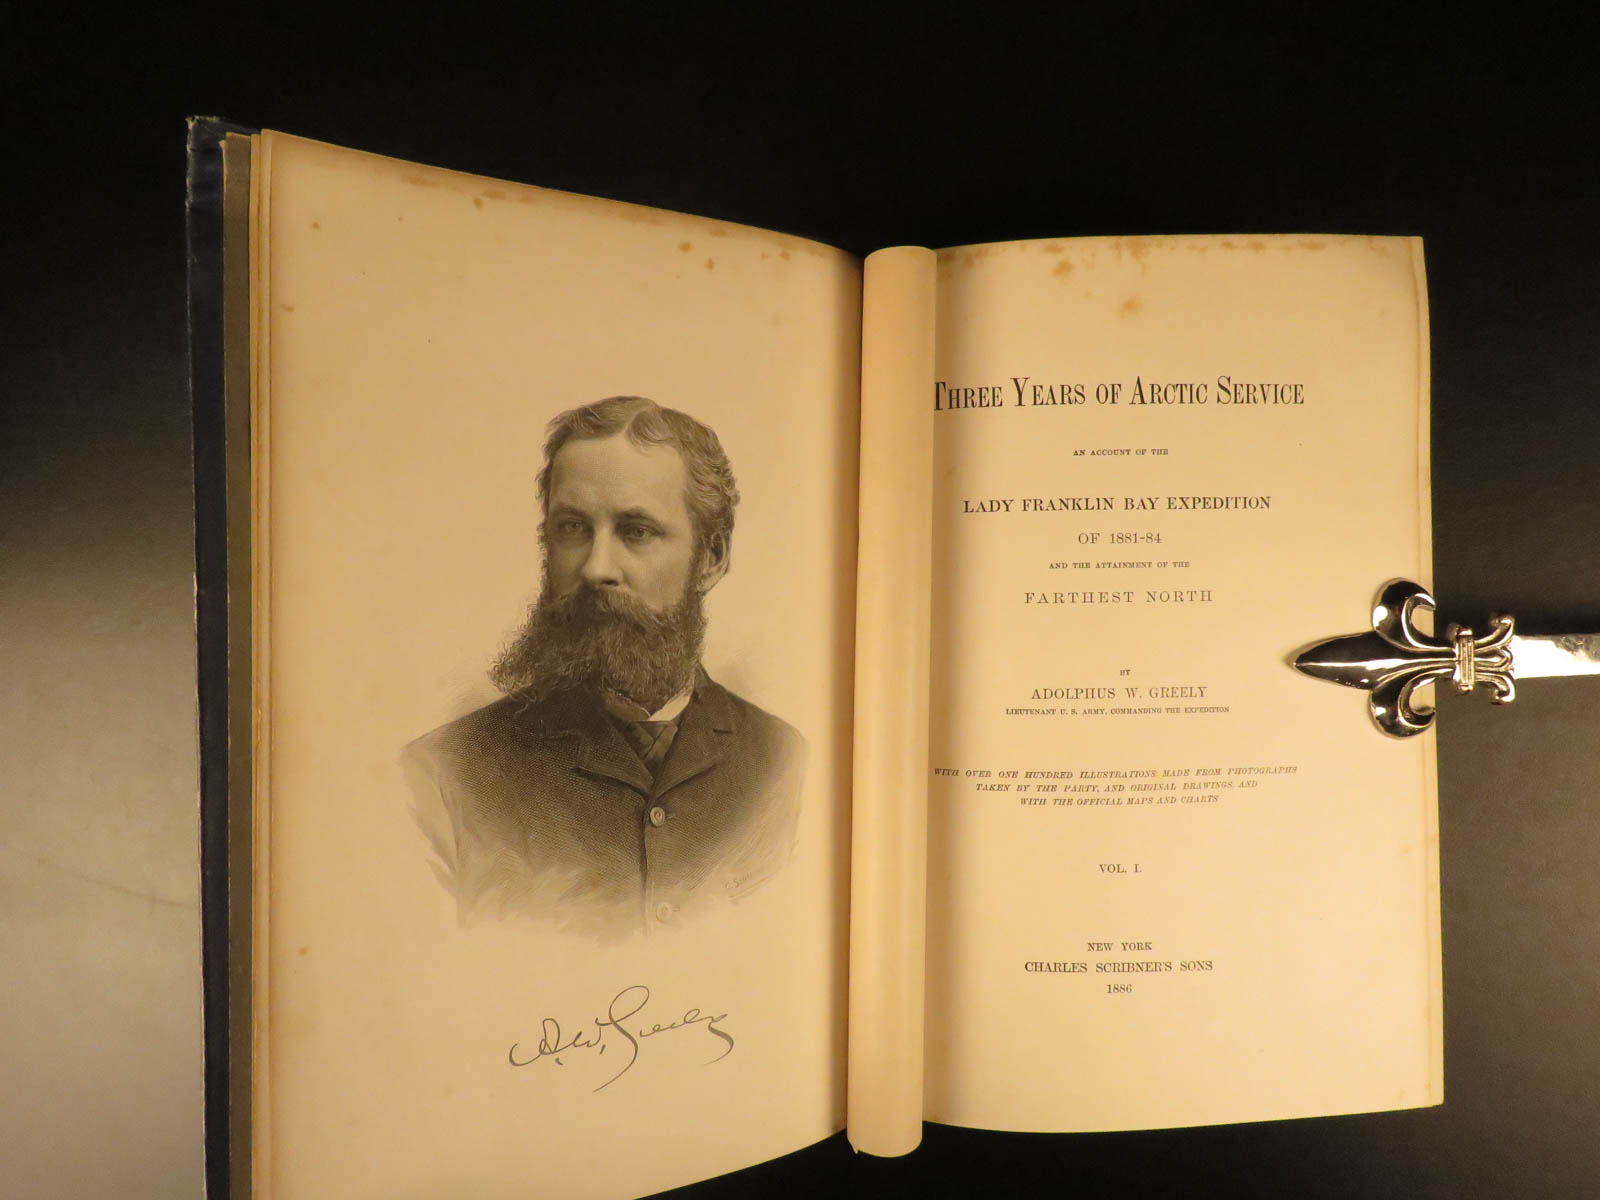 A. W. Greely
THREE YEARS OF ARCTIC SERVICE
AN ACCOUNT OF THE
LADY FRANKLIN BAY EXPEDITION
OF 1881-84
AND THE ATTAINMENT OF THE
FARTHEST NORTH
BY
ADOLPHUS W. GREELY
LIEUTENANT U. S. ARMY, COMMANDING THE EXPEDITION
WITH OVER ONE HUNDRED ILLUSTRATIONS MADE FROM PHOTOGRAPHS
TAKEN BY THE PARTY, AND ORIGINAL DRAWINGS, AND
WITH THE OFFICIAL MAPS AND CHARTS
VOL. I.
NEW YORK
CHARLES SCRIBNER'S SONS
1886